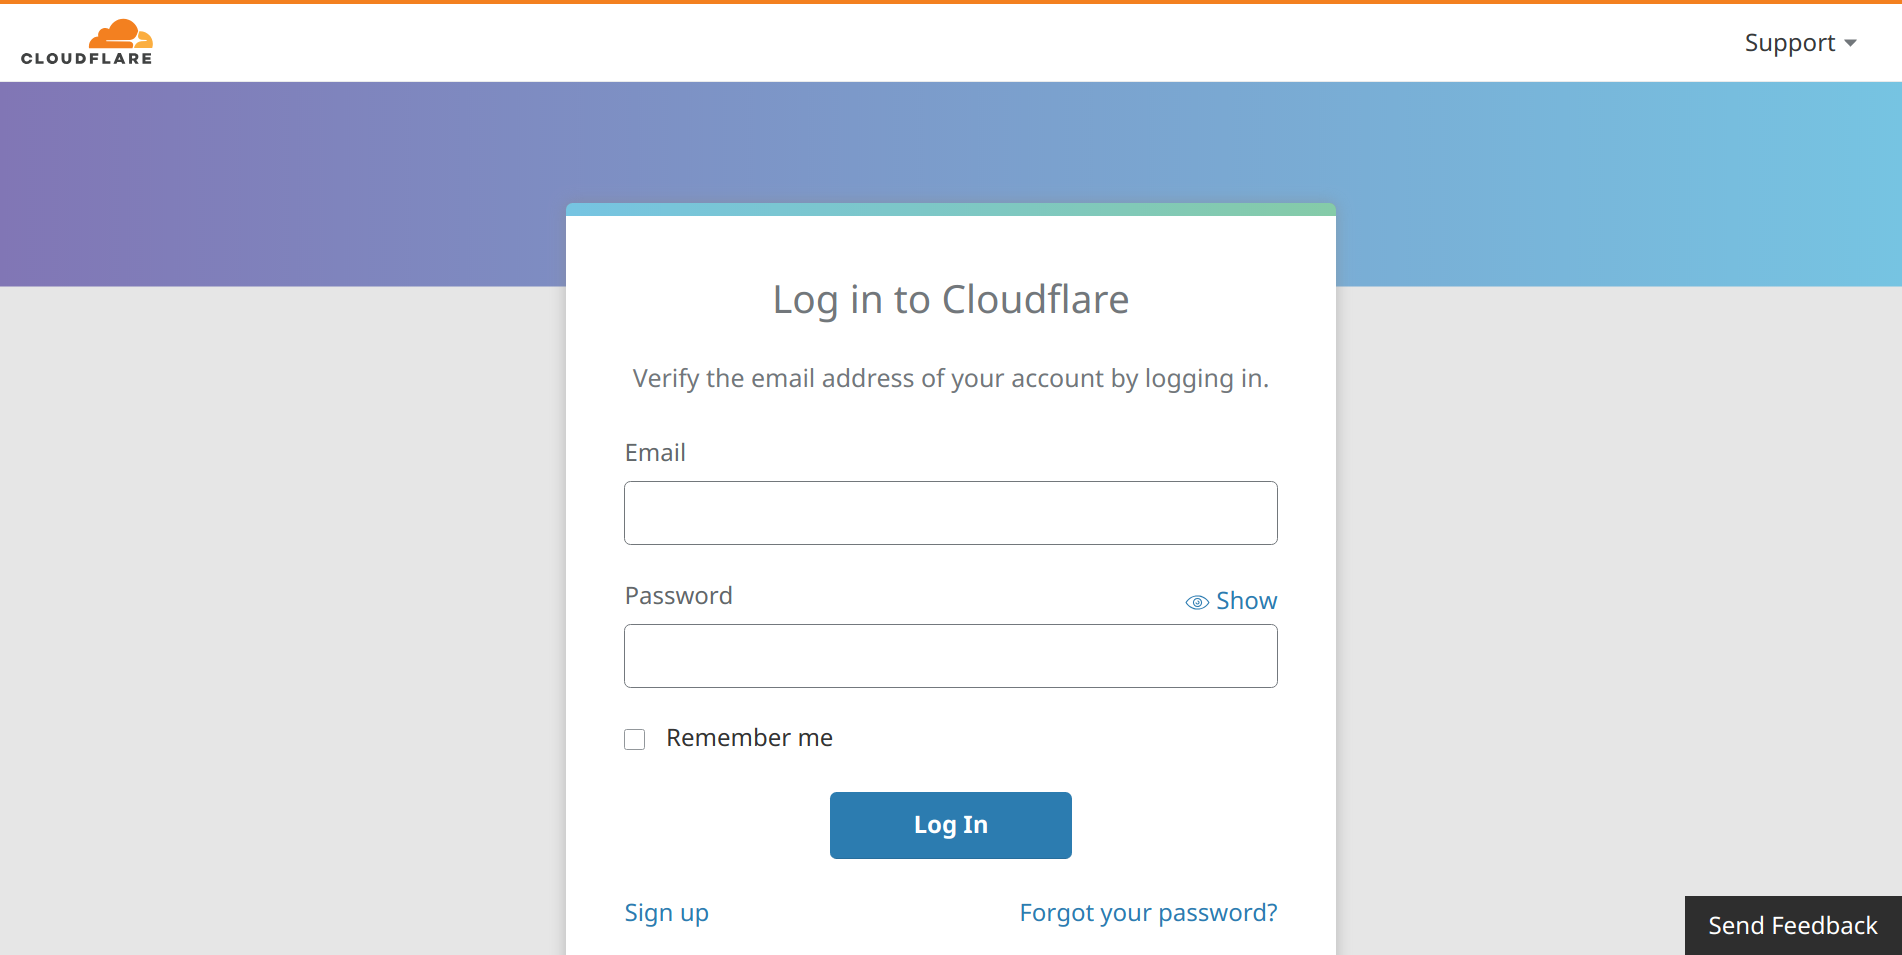 CLOUDFLARE
Support
Log in to Cloudflare
Verify the email address of your account by logging in.
Email
Password
Show
Remember me
Log In
Sign up
Forgot your password?
Send Feedback